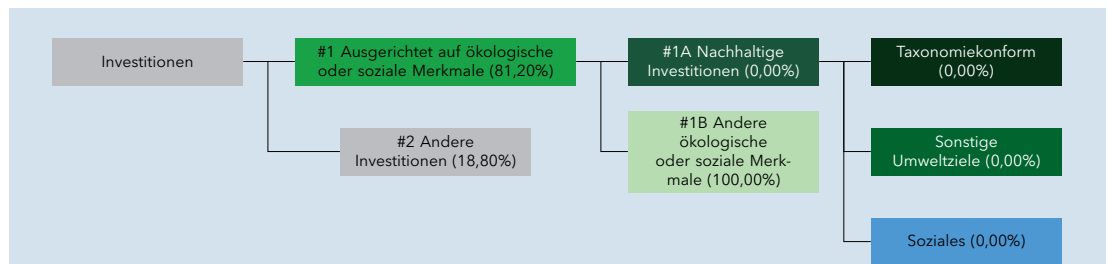 Investitionen
#1 Ausgerichtet auf ökologische
oder soziale Merkmale (81,20%)
#2 Andere
Investitionen (18,80%)
#1A Nachhaltige
Investitionen (0,00%)
#1B Andere
ökologische
oder soziale Merk-
male (100,00%)
Taxonomiekonform
(0,00%)
Sonstige
Umweltziele (0,00%)
Soziales (0,00%)